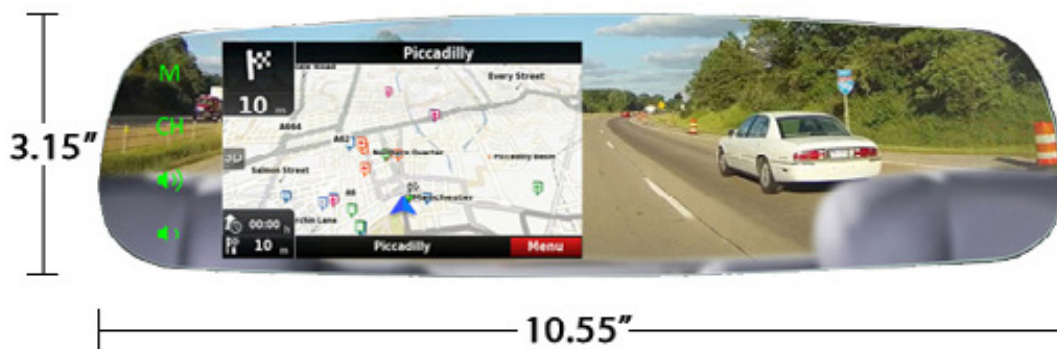 Piccadilly
10 m
M
Every Street
CH
A664
A62
Northern Quarter
Piccadilly Basin
3D
3.15"
Salmon Street
A6
Manchester
00:00 h
10 m
Piccadilly
Menu
10.55"